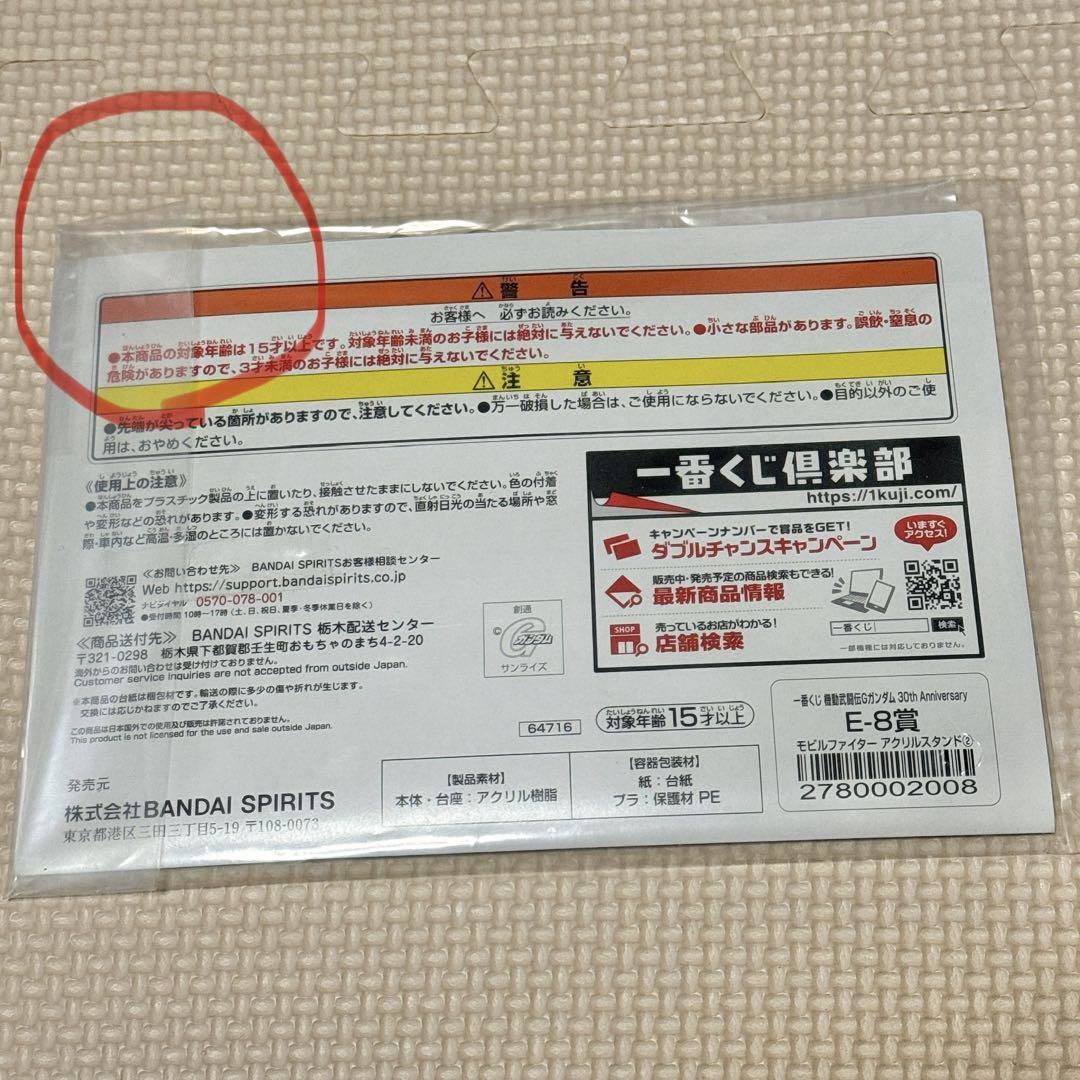 ⚠警告
お客様へ 必ずお読みください。
●本商品の対象年齢は15才以上です。対象年齢未満のお子様には絶対に与えないでください。●小さな部品があります。誤飲・窒息の
危険がありますので、3才未満のお子様には絶対に与えないでください。
⚠注意
●先端が尖っている箇所がありますので、注意してください。●万一破損した場合は、ご使用にならないでください。●目的以外のご使
用は、おやめください。
《使用上の注意》
●本商品をプラスチック製品の上に置いたり、接触させたままにしないでください。色の付着
や変形などの恐れがあります。●変形する恐れがありますので、直射日光の当たる場所や窓
際・車内など高温・多湿のところには置かないでください。
≪お問い合わせ先≫ BANDAI SPIRITSお客様相談センター
Web https://support.bandaispirits.co.jp
ナビダイヤル 0570-078-001
●受付時間 10時〜17時(土、日、祝日、夏季・冬季休業日を除く)
≪商品送付先≫ BANDAI SPIRITS 栃木配送センター
〒321-0298 栃木県下都賀郡壬生町おもちゃのまち4-2-20
海外からのお問い合わせは受け付けておりません。
Customer service inquiries are not accepted from outside Japan.
※本商品の台紙は梱包材です。輸送の際に多少の傷や折れが生じます。
交換には応じかねますのでご了承ください。
この商品は日本国外での使用及び販売は許諾されておりません。
This product is not licensed for the use and sale outside Japan.
64716
創通
©ガンダム
サンライズ
対象年齢15才以上
発売元
株式会社BANDAI SPIRITS
東京都港区三田三丁目5-19 〒108-0073
【製品素材】
本体・台座：アクリル樹脂
【容器包装材】
紙：台紙
プラ：保護材 PE
一番くじ倶楽部
https://1kuji.com/
キャンペーンナンバーで賞品をGET!
ダブルチャンスキャンペーン
いますぐ
アクセス!
販売中・発売予定の商品検索もできる!
最新商品情報
SHOP
売っているお店がわかる!
店舗検索
一番くじ 検索
一部機種には対応しておりません。
一番くじ 機動武闘伝Gガンダム 30th Anniversary
E-8賞
モビルファイター アクリルスタンド②
2780002008